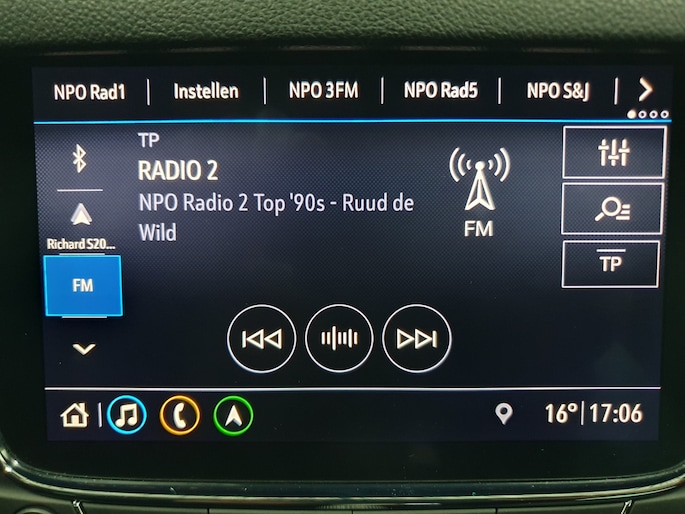 NPO Rad1 | Instellen | NPO 3FM | NPO Rad5 | NPO S&J |
TP
RADIO 2
NPO Radio 2 Top '90s - Ruud de
Wild
FM
Richard S20...
FM
TP
16° | 17:06